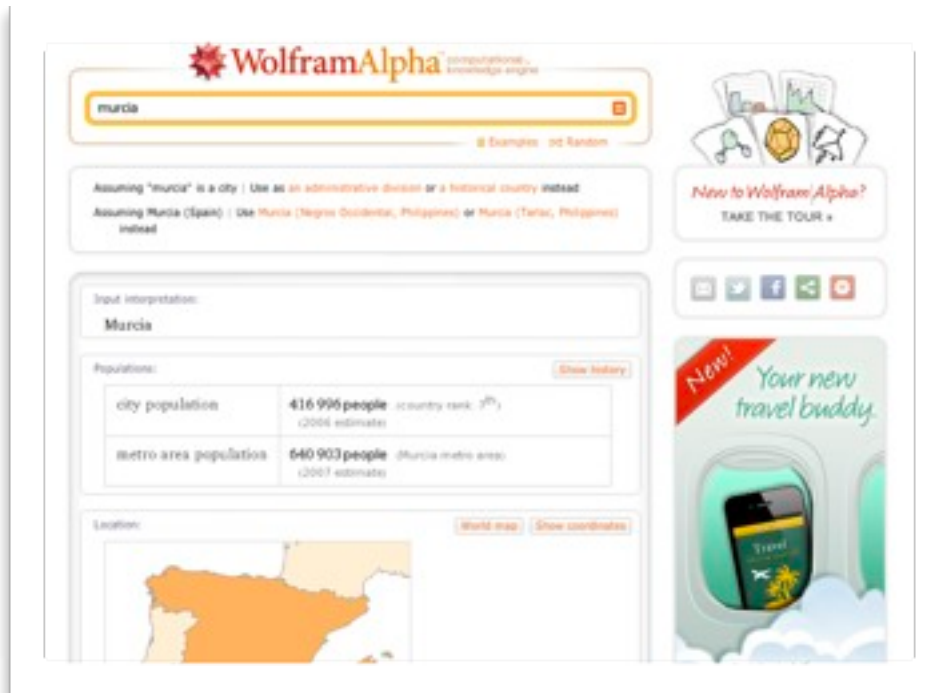 WolframAlpha computational knowledge engine
murcia
Examples Random
Assuming "murcia" is a city | Use as an administrative division or a historical country instead
Assuming Murcia (Spain) | Use Murcia (Negros Occidental, Philippines) or Murcia (Tarlac, Philippines)
instead
New to Wolfram|Alpha?
TAKE THE TOUR »
Input interpretation:
Murcia
Populations:
Show history
city population
416 996 people (country rank: 7th)
(2006 estimate)
metro area population
640 903 people (Murcia metro area)
(2007 estimate)
Location:
World map Show coordinates
New!
Your new
travel buddy.
Travel